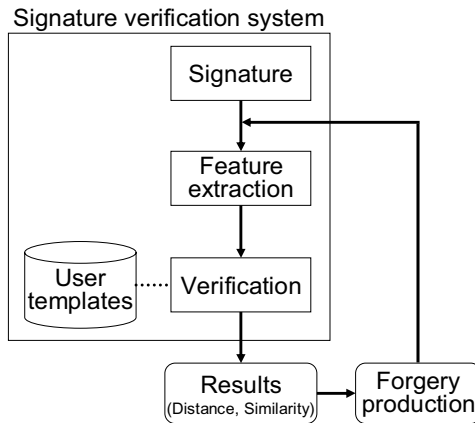 Signature verification system
Signature
Feature
extraction
User
templates
Verification
Results
(Distance, Similarity)
Forgery
production